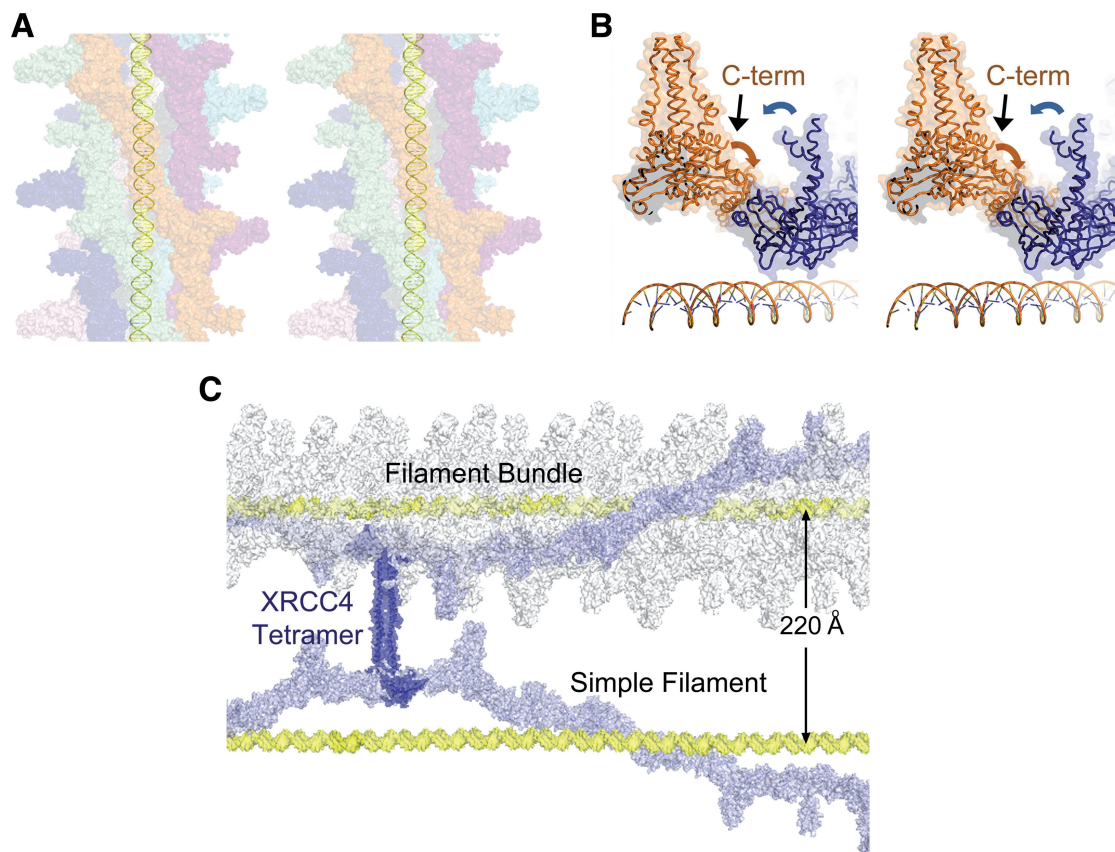 A
B
C-term
C-term
C
Filament Bundle
XRCC4
Tetramer
220 Å
Simple Filament